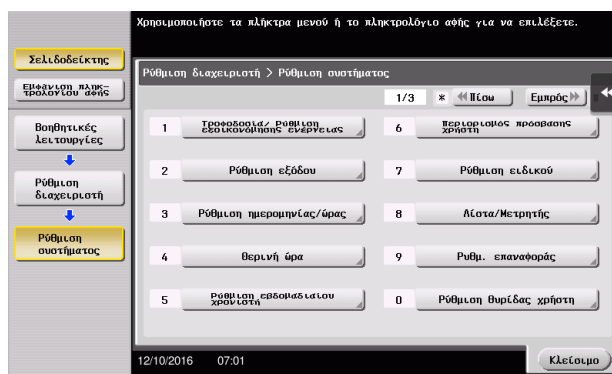 Χρησιμοποιήστε τα πλήκτρα μενού ή το πληκτρολόγιο αφής για να επιλέξετε.
Σελιδοδείκτης
Εμφάνιση πληκ-
τρολογίου αφής
Βοηθητικές
λειτουργίες
Ρύθμιση
διαχειριστή
Ρύθμιση
συστήματος
Ρύθμιση διαχειριστή > Ρύθμιση συστήματος
1/3 * Πίσω Εμπρός
1 Τροφοδοσία/ Ρύθμιση
εξοικονόμησης ενέργειας
6 Περιορισμός πρόσβασης
χρήστη
2 Ρύθμιση εξόδου
7 Ρύθμιση ειδικού
3 Ρύθμιση ημερομηνίας/ώρας
8 Λίστα/Μετρητής
4 Θερινή ώρα
9 Ρυθμ. επαναφοράς
5 Ρύθμιση εβδομαδιαίου
χρονιστή
0 Ρύθμιση θυρίδας χρήστη
12/10/2016 07:01
Κλείσιμο